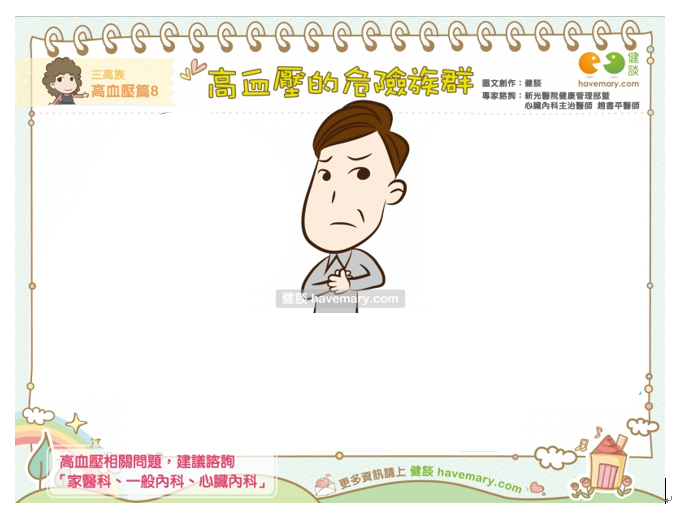 三高族
高血壓篇8
高血壓的危險族群
圖文創作：健談
專家諮詢：新光醫院健康管理部暨
心臟內科主治醫師 趙書平醫師
健談
havemary.com
健談 havemary.com
高血壓相關問題，建議諮詢
「家醫科、一般內科、心臟內科」
更多資訊請上 健談 havemary.com